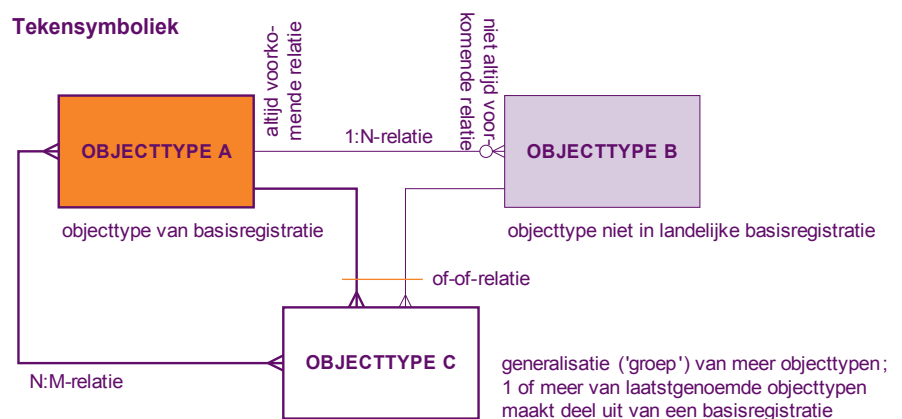 Tekensymboliek
altijd voorko-
mende relatie
niet altijd voor-
komende relatie
OBJECTTYPE A
1:N-relatie
OBJECTTYPE B
objecttype van basisregistratie
objecttype niet in landelijke basisregistratie
of-of-relatie
OBJECTTYPE C
N:M-relatie
generalisatie ('groep') van meer objecttypen;
1 of meer van laatstgenoemde objecttypen
maakt deel uit van een basisregistratie